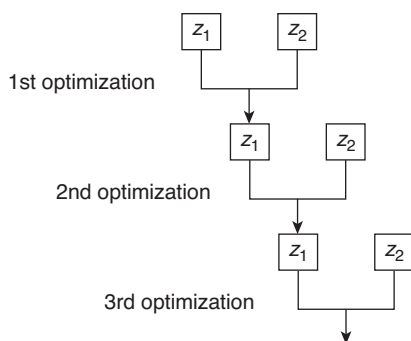 z1 z2
1st optimization
z1 z2
2nd optimization
z1 z2
3rd optimization